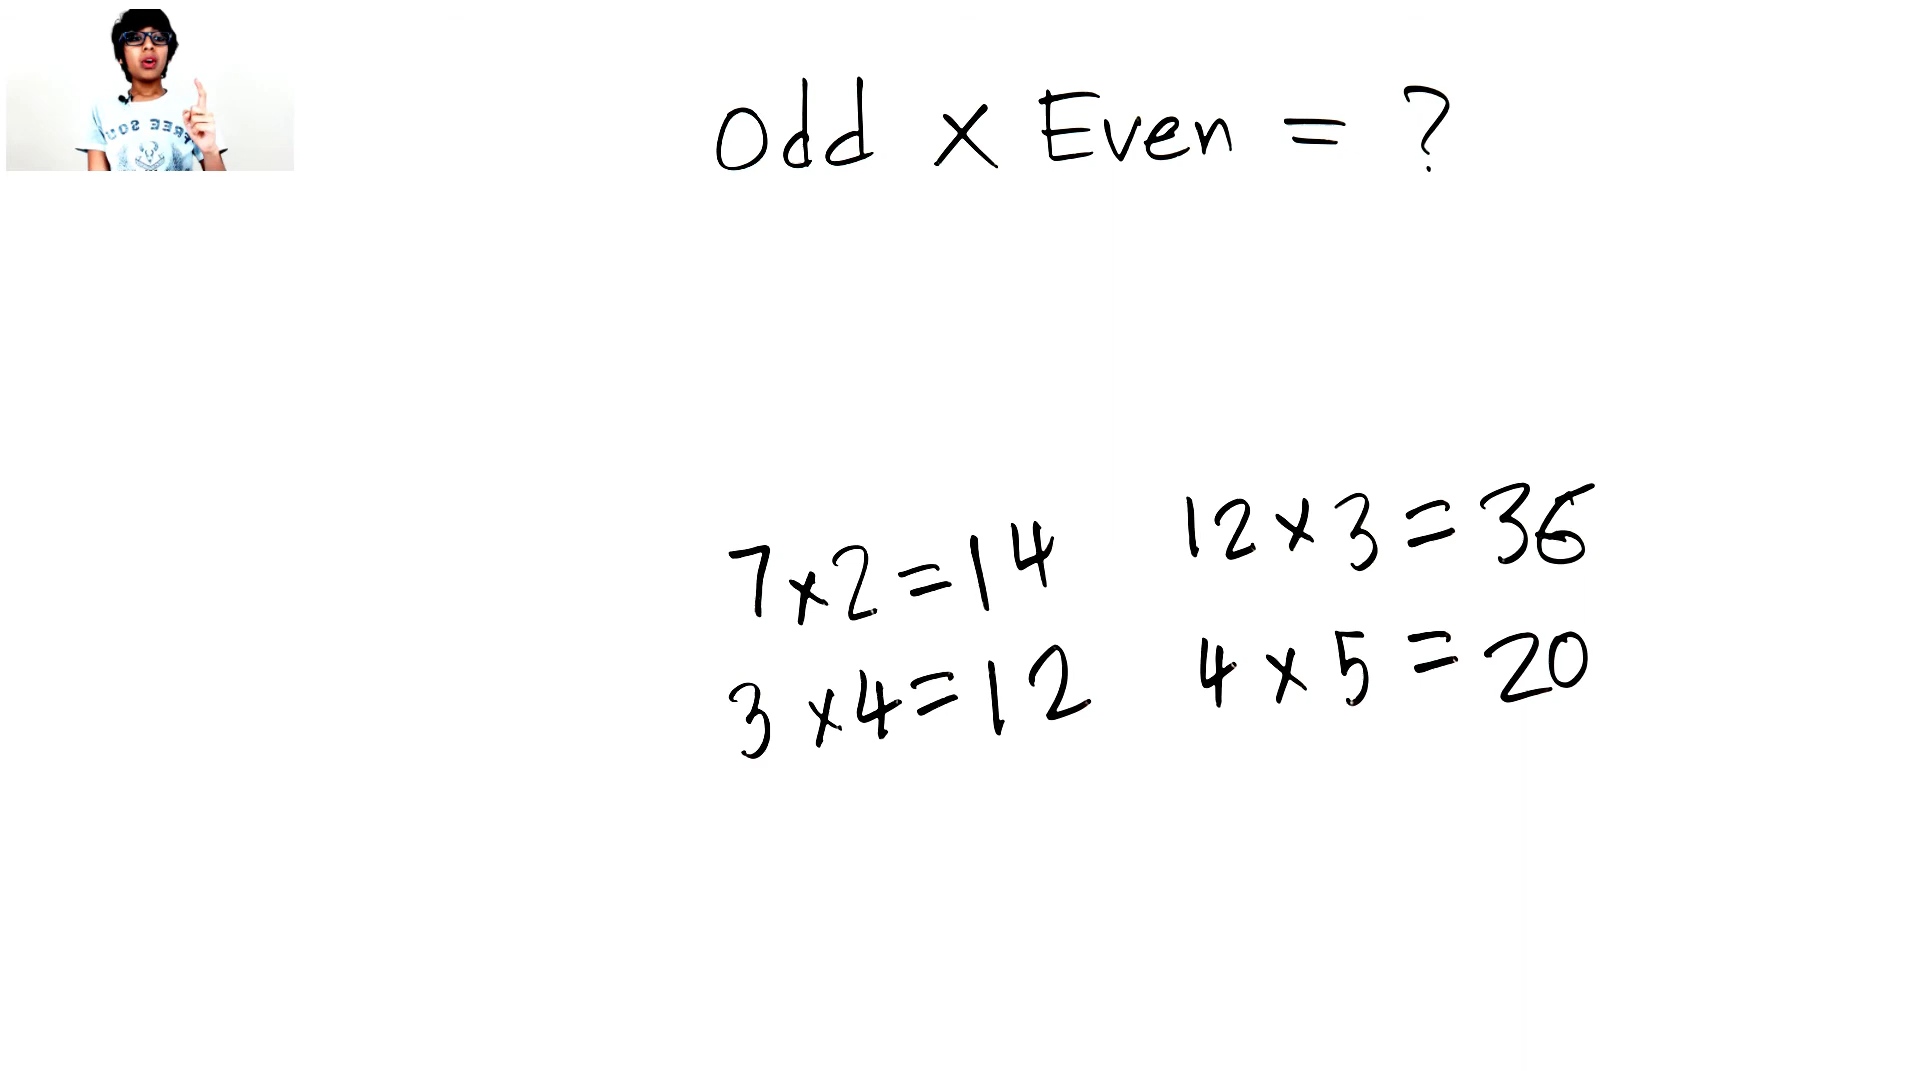 Odd x Even = ?
7x2=14
12x3=36
3x4=12
4x5=20